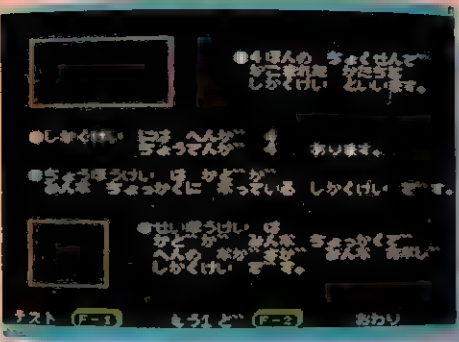 4ほんの ちょくせんで
かこまれた かたちを
しかくけい といいます。
しかくけい には へんが 4
ちょうてんが 4 あります。
ちょうほうけい は かどが
みんな ちょっかくに なっている しかくけい です。
せいほうけい は
かど が みんな ちょっかくで
へんの ながさが みんな おなじ
しかくけい です。
テスト F-1 もう1ど F-2 おわり